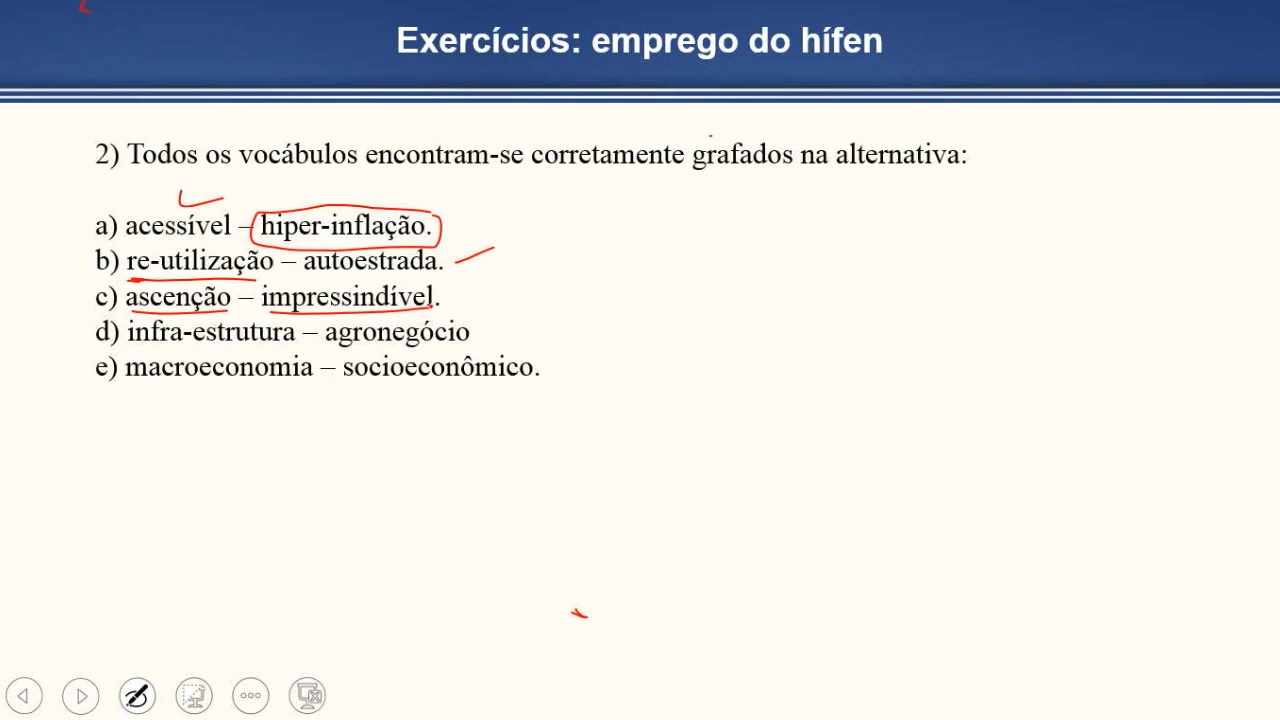 Exercícios: emprego do hífen
2) Todos os vocábulos encontram-se corretamente grafados na alternativa:
a) acessível – hiper-inflação.
b) re-utilização – autoestrada.
c) ascenção – impressindível.
d) infra-estrutura – agronegócio
e) macroeconomia – socioeconômico.